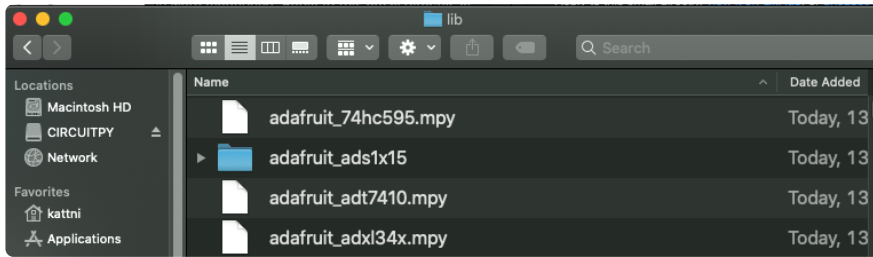 lib
Search
Locations
Macintosh HD
CIRCUITPY
Network
Favorites
kattni
Applications
Name
Date Added
adafruit_74hc595.mpy
Today, 13
adafruit_ads1x15
Today, 13
adafruit_adt7410.mpy
Today, 13
adafruit_adxl34x.mpy
Today, 13